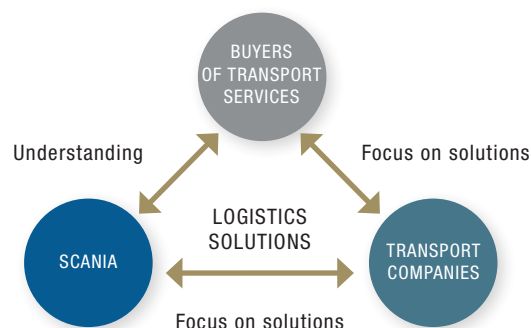 BUYERS
OF TRANSPORT
SERVICES
Understanding
Focus on solutions
LOGISTICS
SOLUTIONS
SCANIA
TRANSPORT
COMPANIES
Focus on solutions